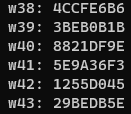 w38: 4CCFE6B6
w39: 3BEB0B1B
w40: 8821DF9E
w41: 5E9A36F3
w42: 1255D045
w43: 29BEDB5E